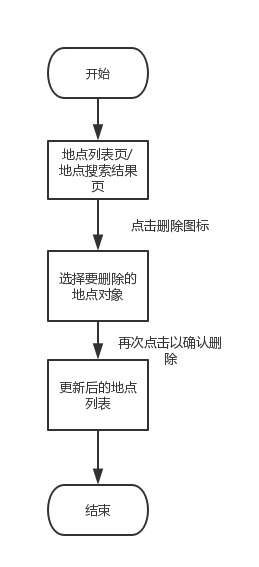 开始
地点列表页/
地点搜索结果
页
点击删除图标
选择要删除的
地点对象
再次点击以确认删
除
更新后的地点
列表
结束